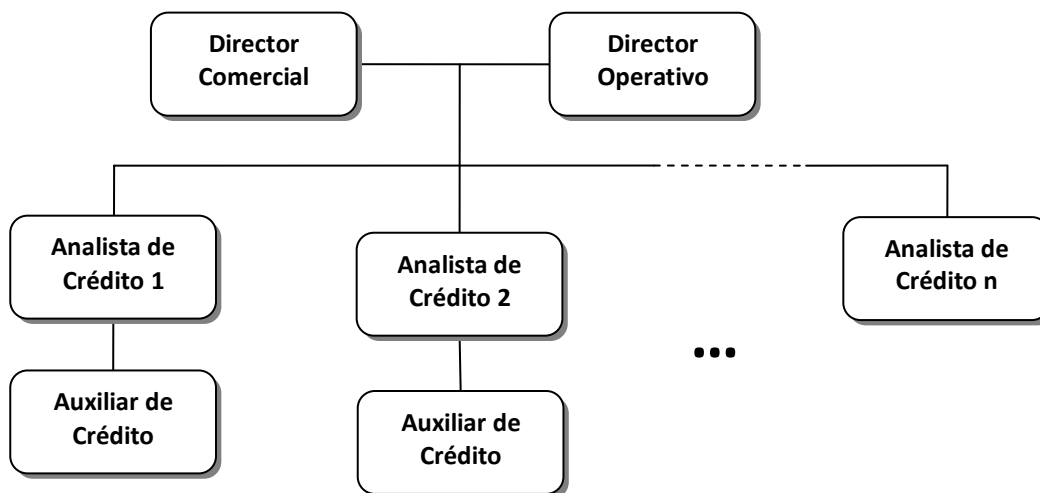 Director
Comercial
Director
Operativo
Analista de
Crédito 1
Analista de
Crédito 2
Analista de
Crédito n
...
Auxiliar de
Crédito
Auxiliar de
Crédito